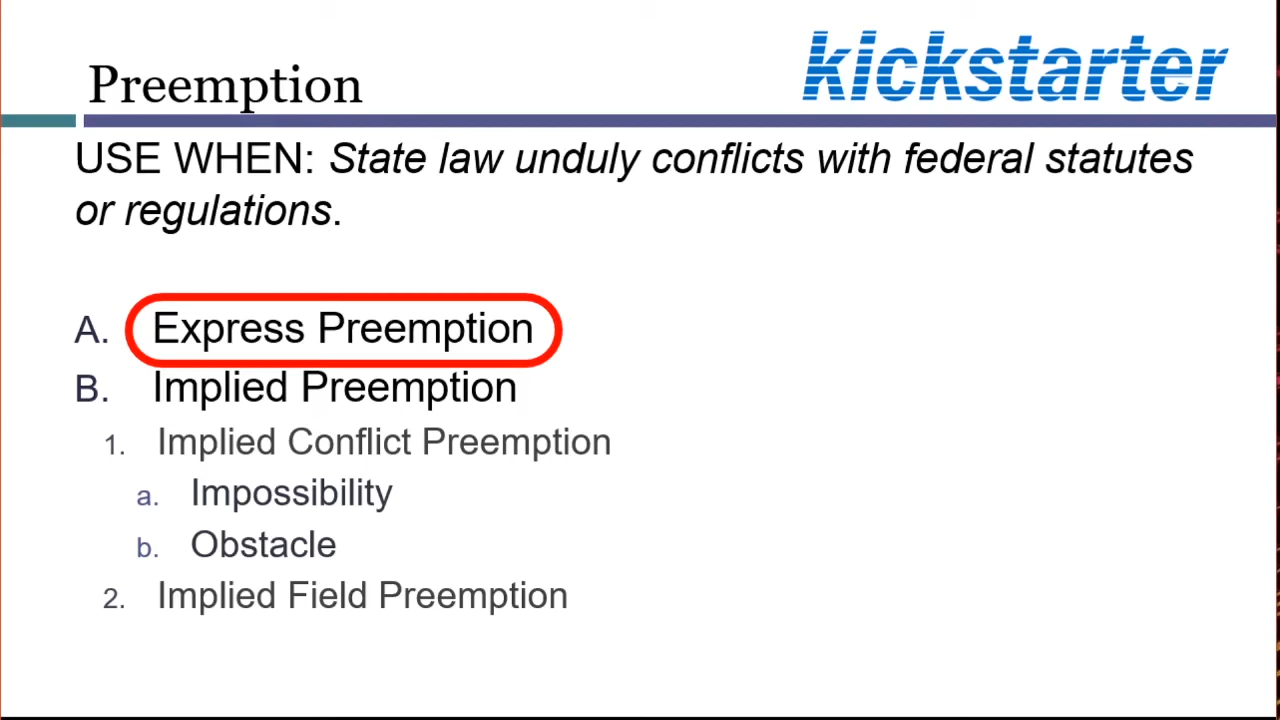 Preemption
kickstarter
USE WHEN: State law unduly conflicts with federal statutes
or regulations.
A. Express Preemption
B. Implied Preemption
1. Implied Conflict Preemption
a. Impossibility
b. Obstacle
2. Implied Field Preemption